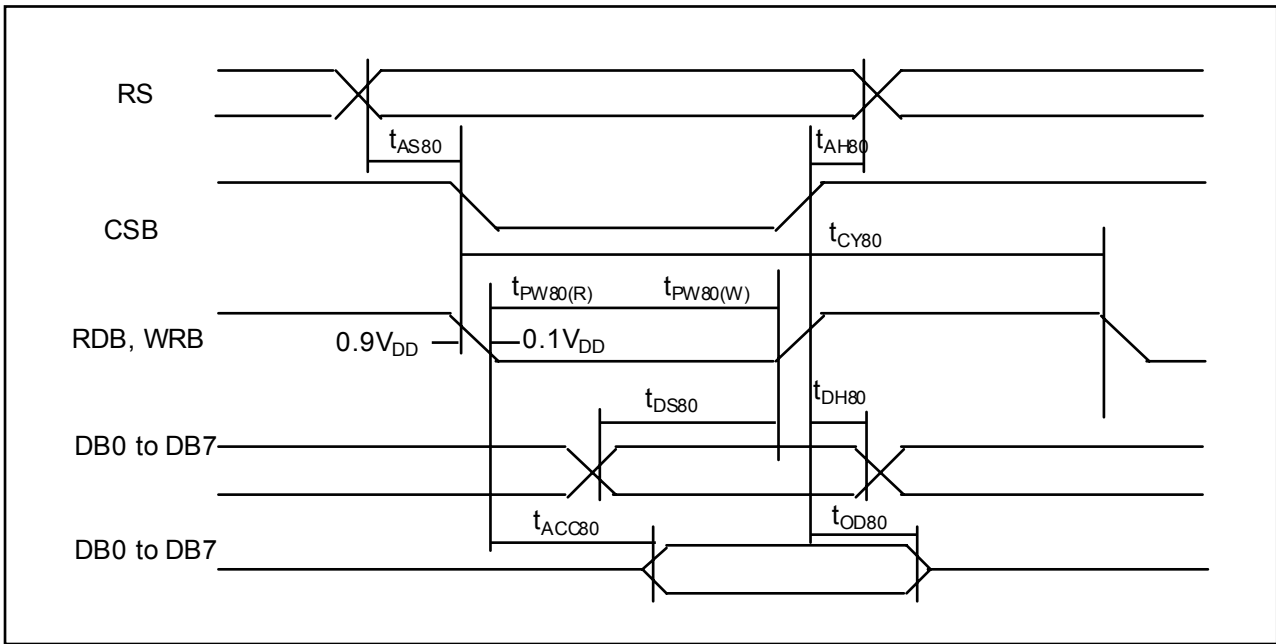 RS
tAS80
tAH80
CSB
tCY80
tPW80(R)
tPW80(W)
RDB, WRB
0.9VDD
0.1VDD
tDS80
tDH80
DB0 to DB7
tACC80
tOD80
DB0 to DB7